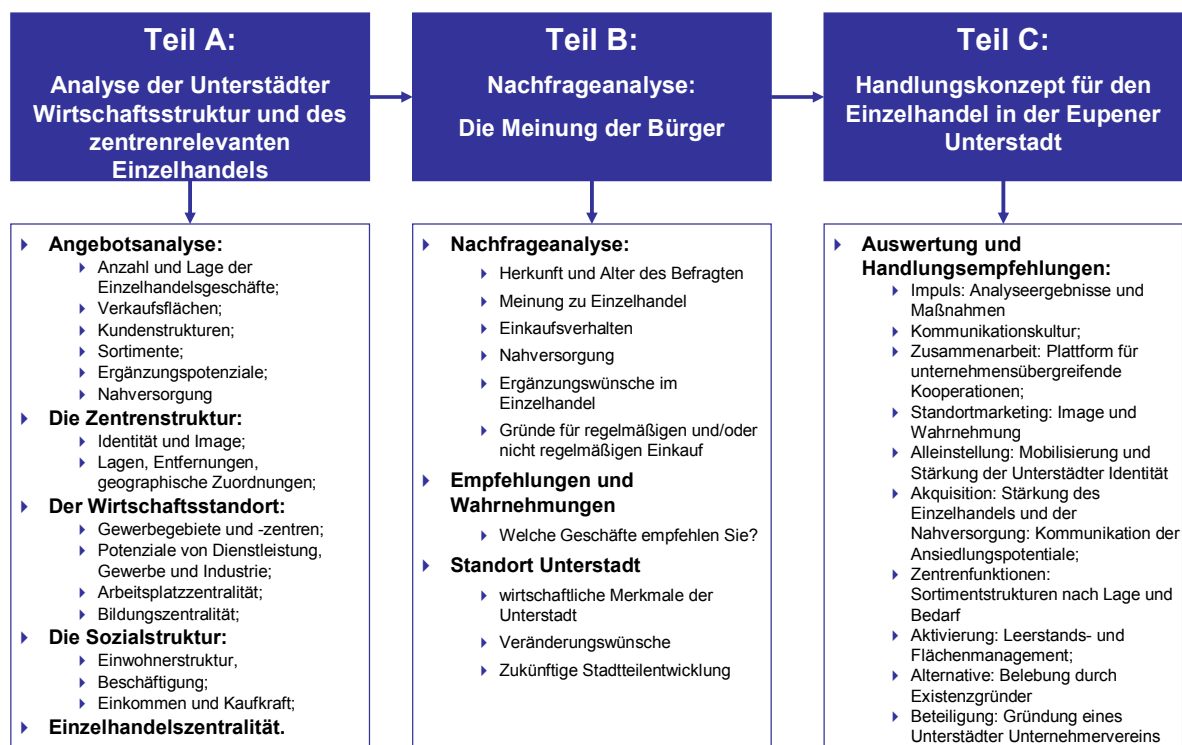 Teil A:
Analyse der Unterstädter
Wirtschaftsstruktur und des
zentrenrelevanten
Einzelhandels
Angebotsanalyse:
Anzahl und Lage der
Einzelhandelsgeschäfte;
Verkaufsflächen;
Kundenstrukturen;
Sortimente;
Ergänzungspotenziale;
Nahversorgung
Die Zentrenstruktur:
Identität und Image;
Lagen, Entfernungen,
geographische Zuordnungen;
Der Wirtschaftsstandort:
Gewerbegebiete und -zentren;
Potenziale von Dienstleistung,
Gewerbe und Industrie;
Arbeitsplatzzentralität;
Bildungszentralität;
Die Sozialstruktur:
Einwohnerstruktur,
Beschäftigung;
Einkommen und Kaufkraft;
Einzelhandelszentralität.
Teil B:
Nachfrageanalyse:
Die Meinung der Bürger
Nachfrageanalyse:
Herkunft und Alter des Befragten
Meinung zu Einzelhandel
Einkaufsverhalten
Nahversorgung
Ergänzungswünsche im
Einzelhandel
Gründe für regelmäßigen und/oder
nicht regelmäßigen Einkauf
Empfehlungen und
Wahrnehmungen
Welche Geschäfte empfehlen Sie?
Standort Unterstadt
wirtschaftliche Merkmale der
Unterstadt
Veränderungswünsche
Zukünftige Stadtteilentwicklung
Teil C:
Handlungskonzept für den
Einzelhandel in der Eupener
Unterstadt
Auswertung und
Handlungsempfehlungen:
Impuls: Analyseergebnisse und
Maßnahmen
Kommunikationskultur;
Zusammenarbeit: Plattform für
unternehmensübergreifende
Kooperationen;
Standortmarketing: Image und
Wahrnehmung
Alleinstellung: Mobilisierung und
Stärkung der Unterstädter Identität
Akquisition: Stärkung des
Einzelhandels und der
Nahversorgung: Kommunikation der
Ansiedlungspotentiale;
Zentrenfunktionen:
Sortimentstrukturen nach Lage und
Bedarf
Aktivierung: Leerstands- und
Flächenmanagement;
Alternative: Belebung durch
Existenzgründer
Beteiligung: Gründung eines
Unterstädter Unternehmervereins